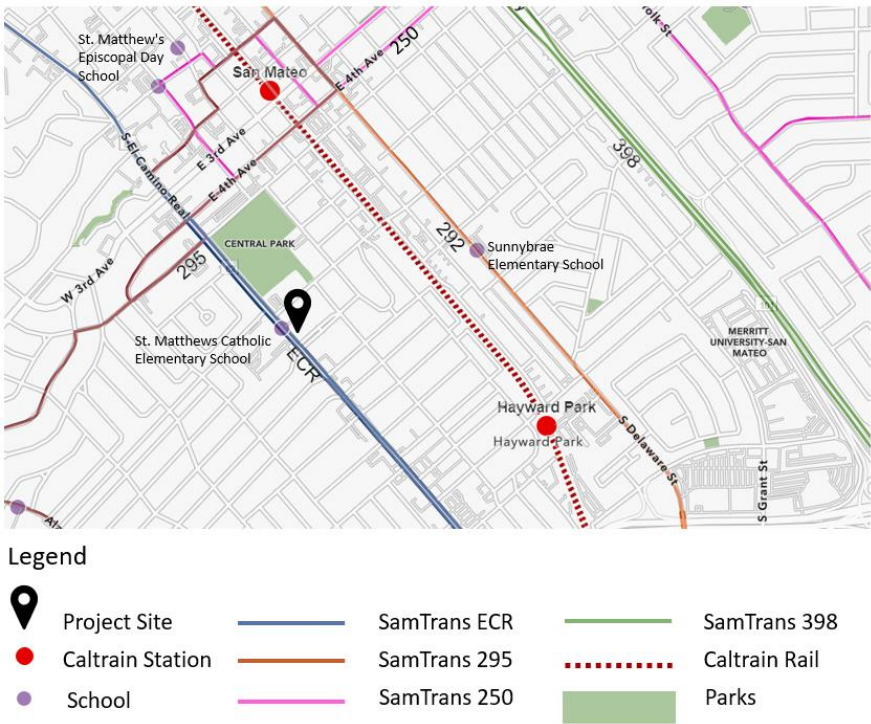 St. Matthew's
Episcopal Day
School
San Mateo
E 4th Ave
250
S El Camino Real
E 3rd Ave
E 4th Ave
398
CENTRAL PARK
292
Sunnybrae
Elementary School
W 3rd Ave
295
St. Matthews Catholic
Elementary School
ECR
MERRITT
UNIVERSITY-SAN
MATEO
Hayward Park
Hayward Park
S Delaware St
S Grant St
Legend
Project Site
SamTrans ECR
SamTrans 398
Caltrain Station
SamTrans 295
Caltrain Rail
School
SamTrans 250
Parks